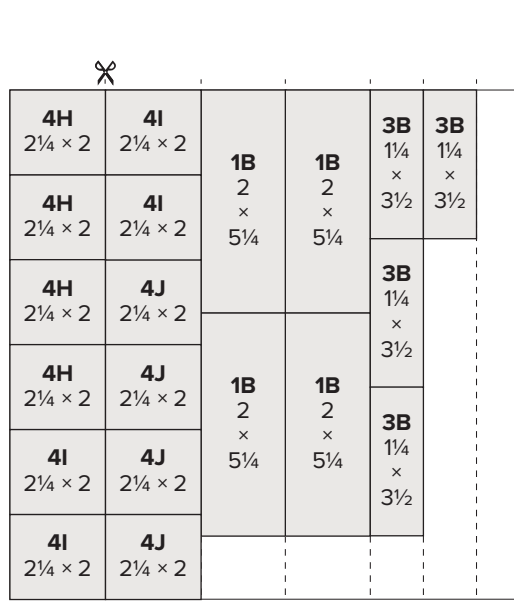 4H
2¼ × 2
4I
2¼ × 2
4H
2¼ × 2
4I
2¼ × 2
4H
2¼ × 2
4J
2¼ × 2
4H
2¼ × 2
4J
2¼ × 2
4I
2¼ × 2
4J
2¼ × 2
4I
2¼ × 2
4J
2¼ × 2
1B
2
×
5¼
1B
2
×
5¼
1B
2
×
5¼
1B
2
×
5¼
3B
1¼
×
3½
3B
1¼
×
3½
3B
1¼
×
3½
3B
1¼
×
3½